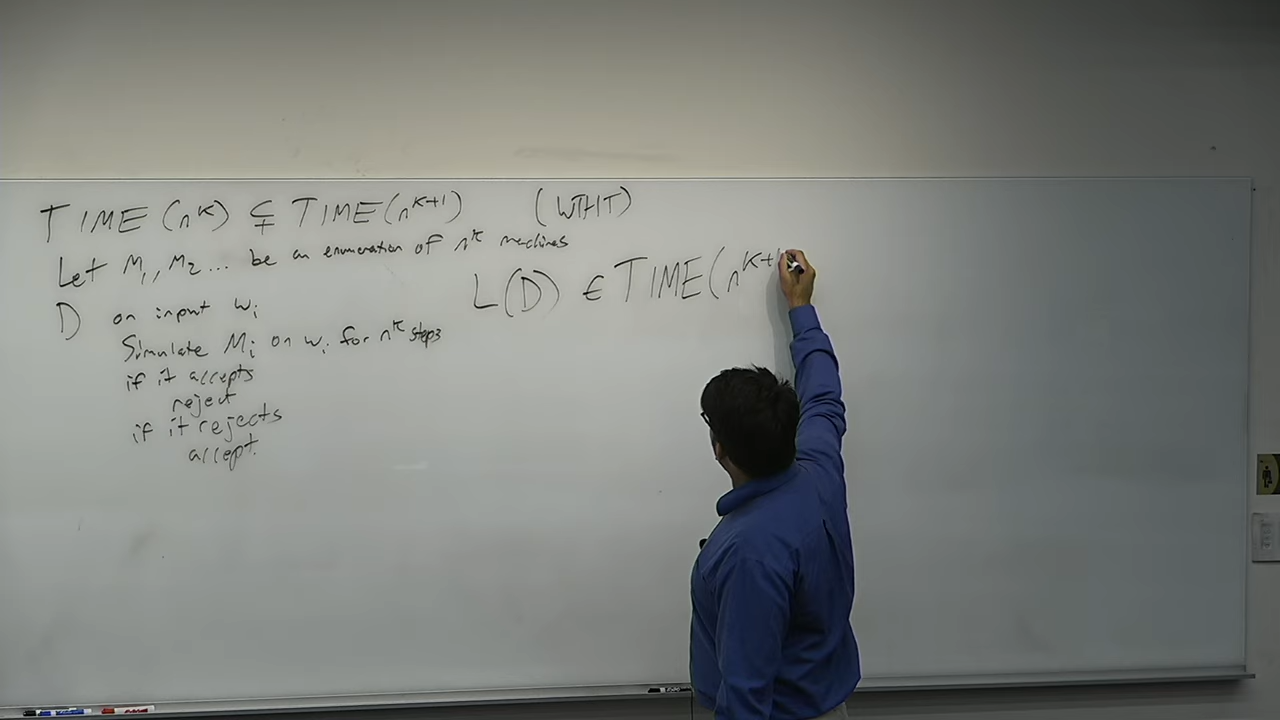 TIME(n^k) ⊊ TIME(n^{k+1}) (WTHT)
Let M₁, M₂ ... be an enumeration of n^k machines
D on input wᵢ
Simulate Mᵢ on wᵢ for n^k steps
if it accepts
reject
if it rejects
accept.
L(D) ∈ TIME(n^{k+1